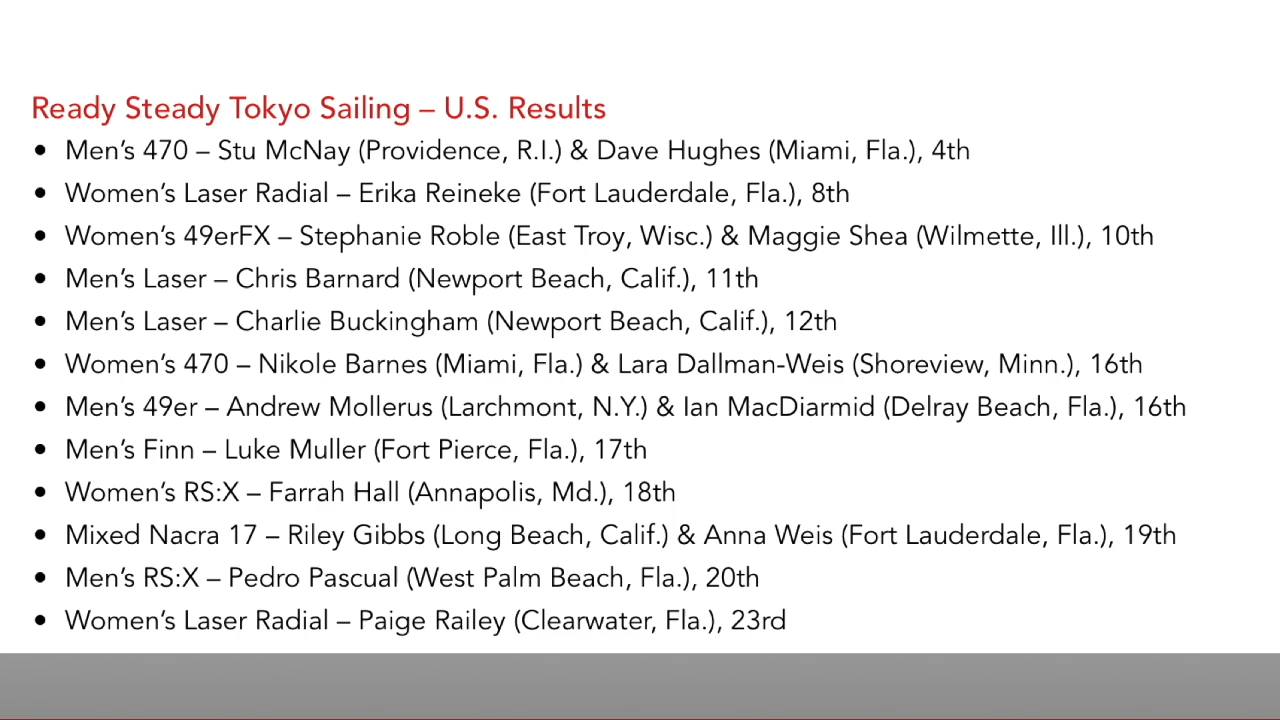 Ready Steady Tokyo Sailing – U.S. Results
• Men’s 470 – Stu McNay (Providence, R.I.) & Dave Hughes (Miami, Fla.), 4th
• Women’s Laser Radial – Erika Reineke (Fort Lauderdale, Fla.), 8th
• Women’s 49erFX – Stephanie Roble (East Troy, Wisc.) & Maggie Shea (Wilmette, Ill.), 10th
• Men’s Laser – Chris Barnard (Newport Beach, Calif.), 11th
• Men’s Laser – Charlie Buckingham (Newport Beach, Calif.), 12th
• Women’s 470 – Nikole Barnes (Miami, Fla.) & Lara Dallman-Weis (Shoreview, Minn.), 16th
• Men’s 49er – Andrew Mollerus (Larchmont, N.Y.) & Ian MacDiarmid (Delray Beach, Fla.), 16th
• Men’s Finn – Luke Muller (Fort Pierce, Fla.), 17th
• Women’s RS:X – Farrah Hall (Annapolis, Md.), 18th
• Mixed Nacra 17 – Riley Gibbs (Long Beach, Calif.) & Anna Weis (Fort Lauderdale, Fla.), 19th
• Men’s RS:X – Pedro Pascual (West Palm Beach, Fla.), 20th
• Women’s Laser Radial – Paige Railey (Clearwater, Fla.), 23rd